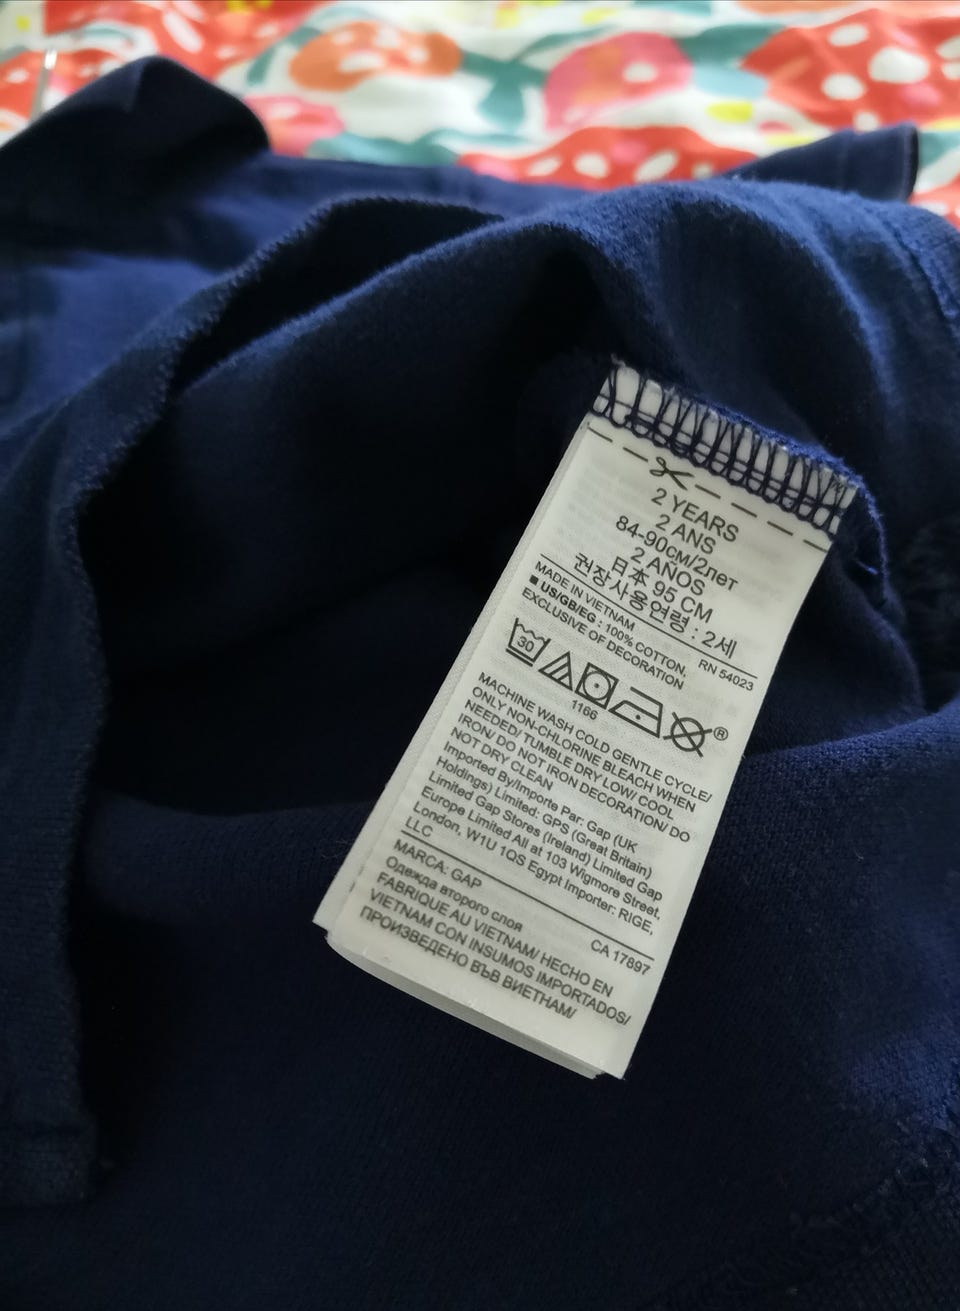 2 YEARS
2 ANS
84-90см/2лет
2 AÑOS
日本 95 CM
권장사용연령 : 2세
MADE IN VIETNAM
RN 54023
■ US/GB/EG : 100% COTTON,
EXCLUSIVE OF DECORATION
30
®
1166
MACHINE WASH COLD GENTLE CYCLE/
ONLY NON-CHLORINE BLEACH WHEN
NEEDED/ TUMBLE DRY LOW/ COOL
IRON/ DO NOT IRON DECORATION/ DO
NOT DRY CLEAN
Imported By/Importe Par: Gap (UK
Holdings) Limited: GPS (Great Britain)
Limited Gap Stores (Ireland) Limited Gap
Europe Limited All at 103 Wigmore Street,
London, W1U 1QS Egypt Importer: RIGE,
LLC
MARCA: GAP
CA 17897
Одежда второго слоя
FABRIQUE AU VIETNAM/ HECHO EN
VIETNAM CON INSUMOS IMPORTADOS/
ПРОИЗВЕДЕНО ВЪВ ВИЕТНАМ/